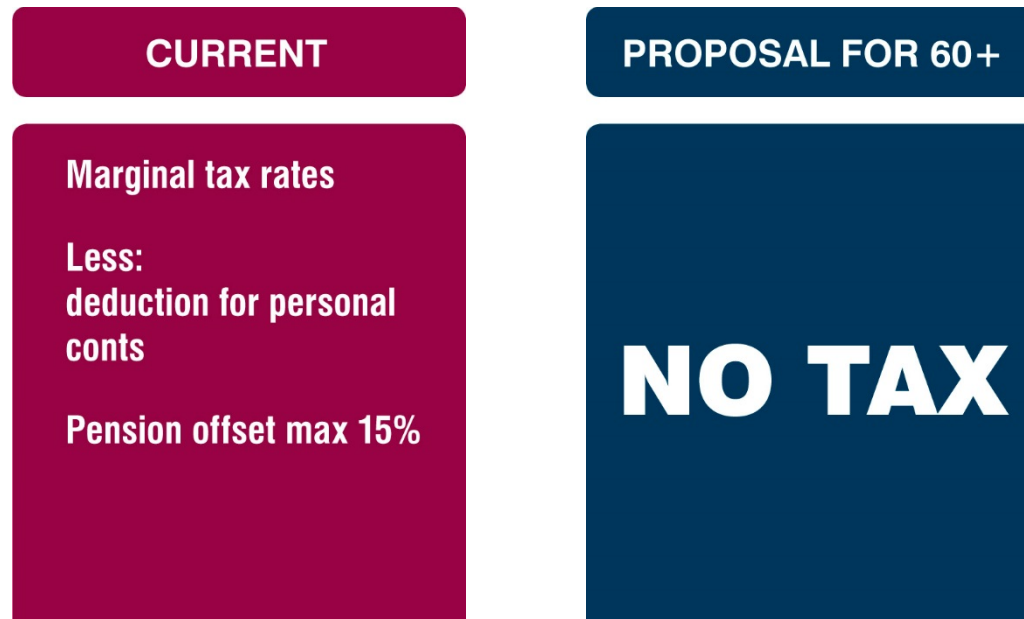 CURRENT
Marginal tax rates
Less:
deduction for personal
conts
Pension offset max 15%
PROPOSAL FOR 60+
NO TAX